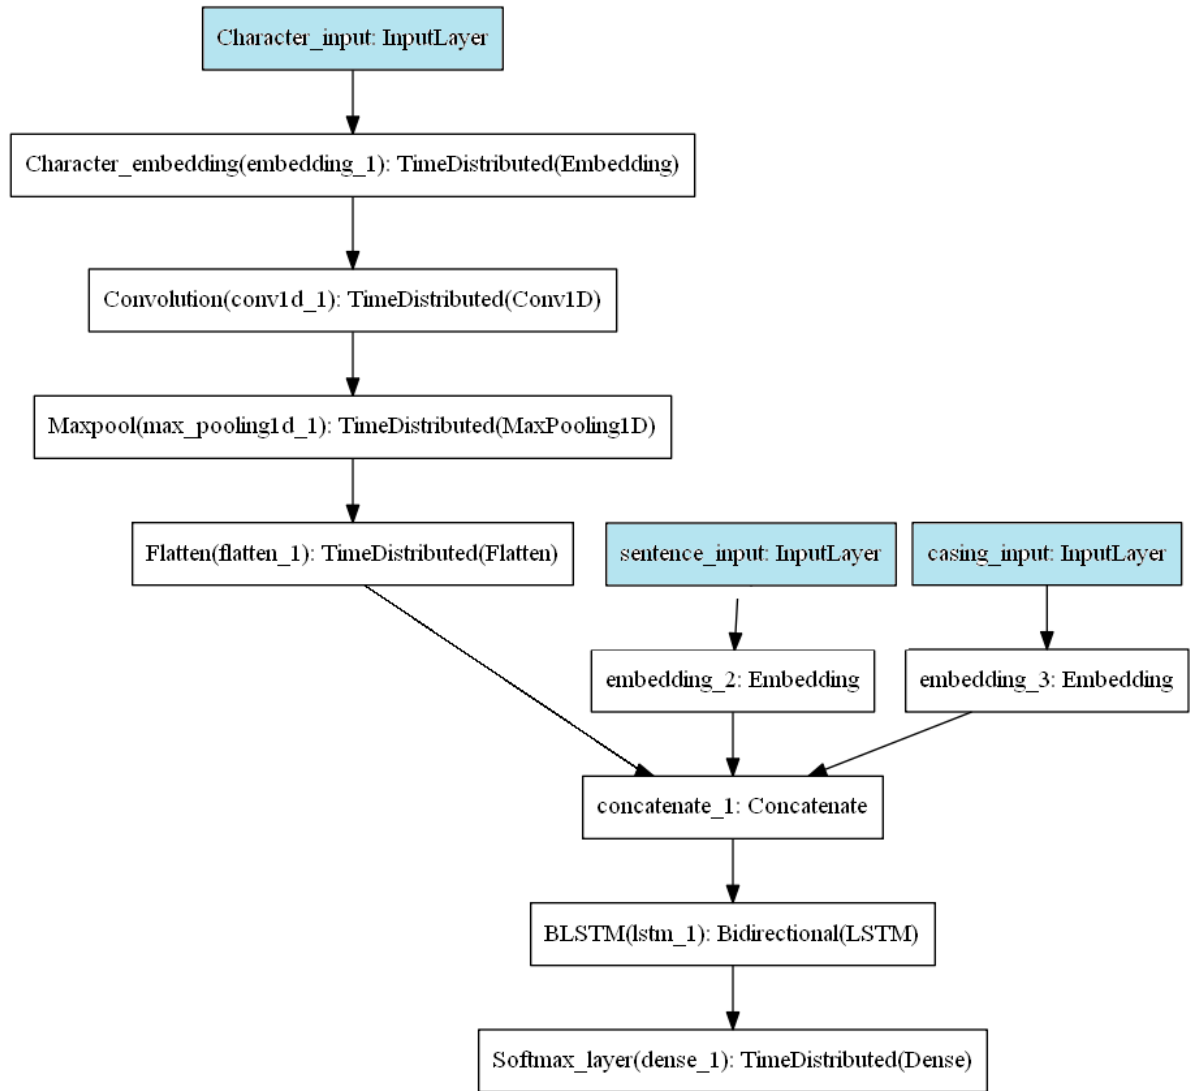 Character_input: InputLayer
Character_embedding(embedding_1): TimeDistributed(Embedding)
Convolution(conv1d_1): TimeDistributed(Conv1D)
Maxpool(max_pooling1d_1): TimeDistributed(MaxPooling1D)
Flatten(flatten_1): TimeDistributed(Flatten)
sentence_input: InputLayer
casing_input: InputLayer
embedding_2: Embedding
embedding_3: Embedding
concatenate_1: Concatenate
BLSTM(lstm_1): Bidirectional(LSTM)
Softmax_layer(dense_1): TimeDistributed(Dense)